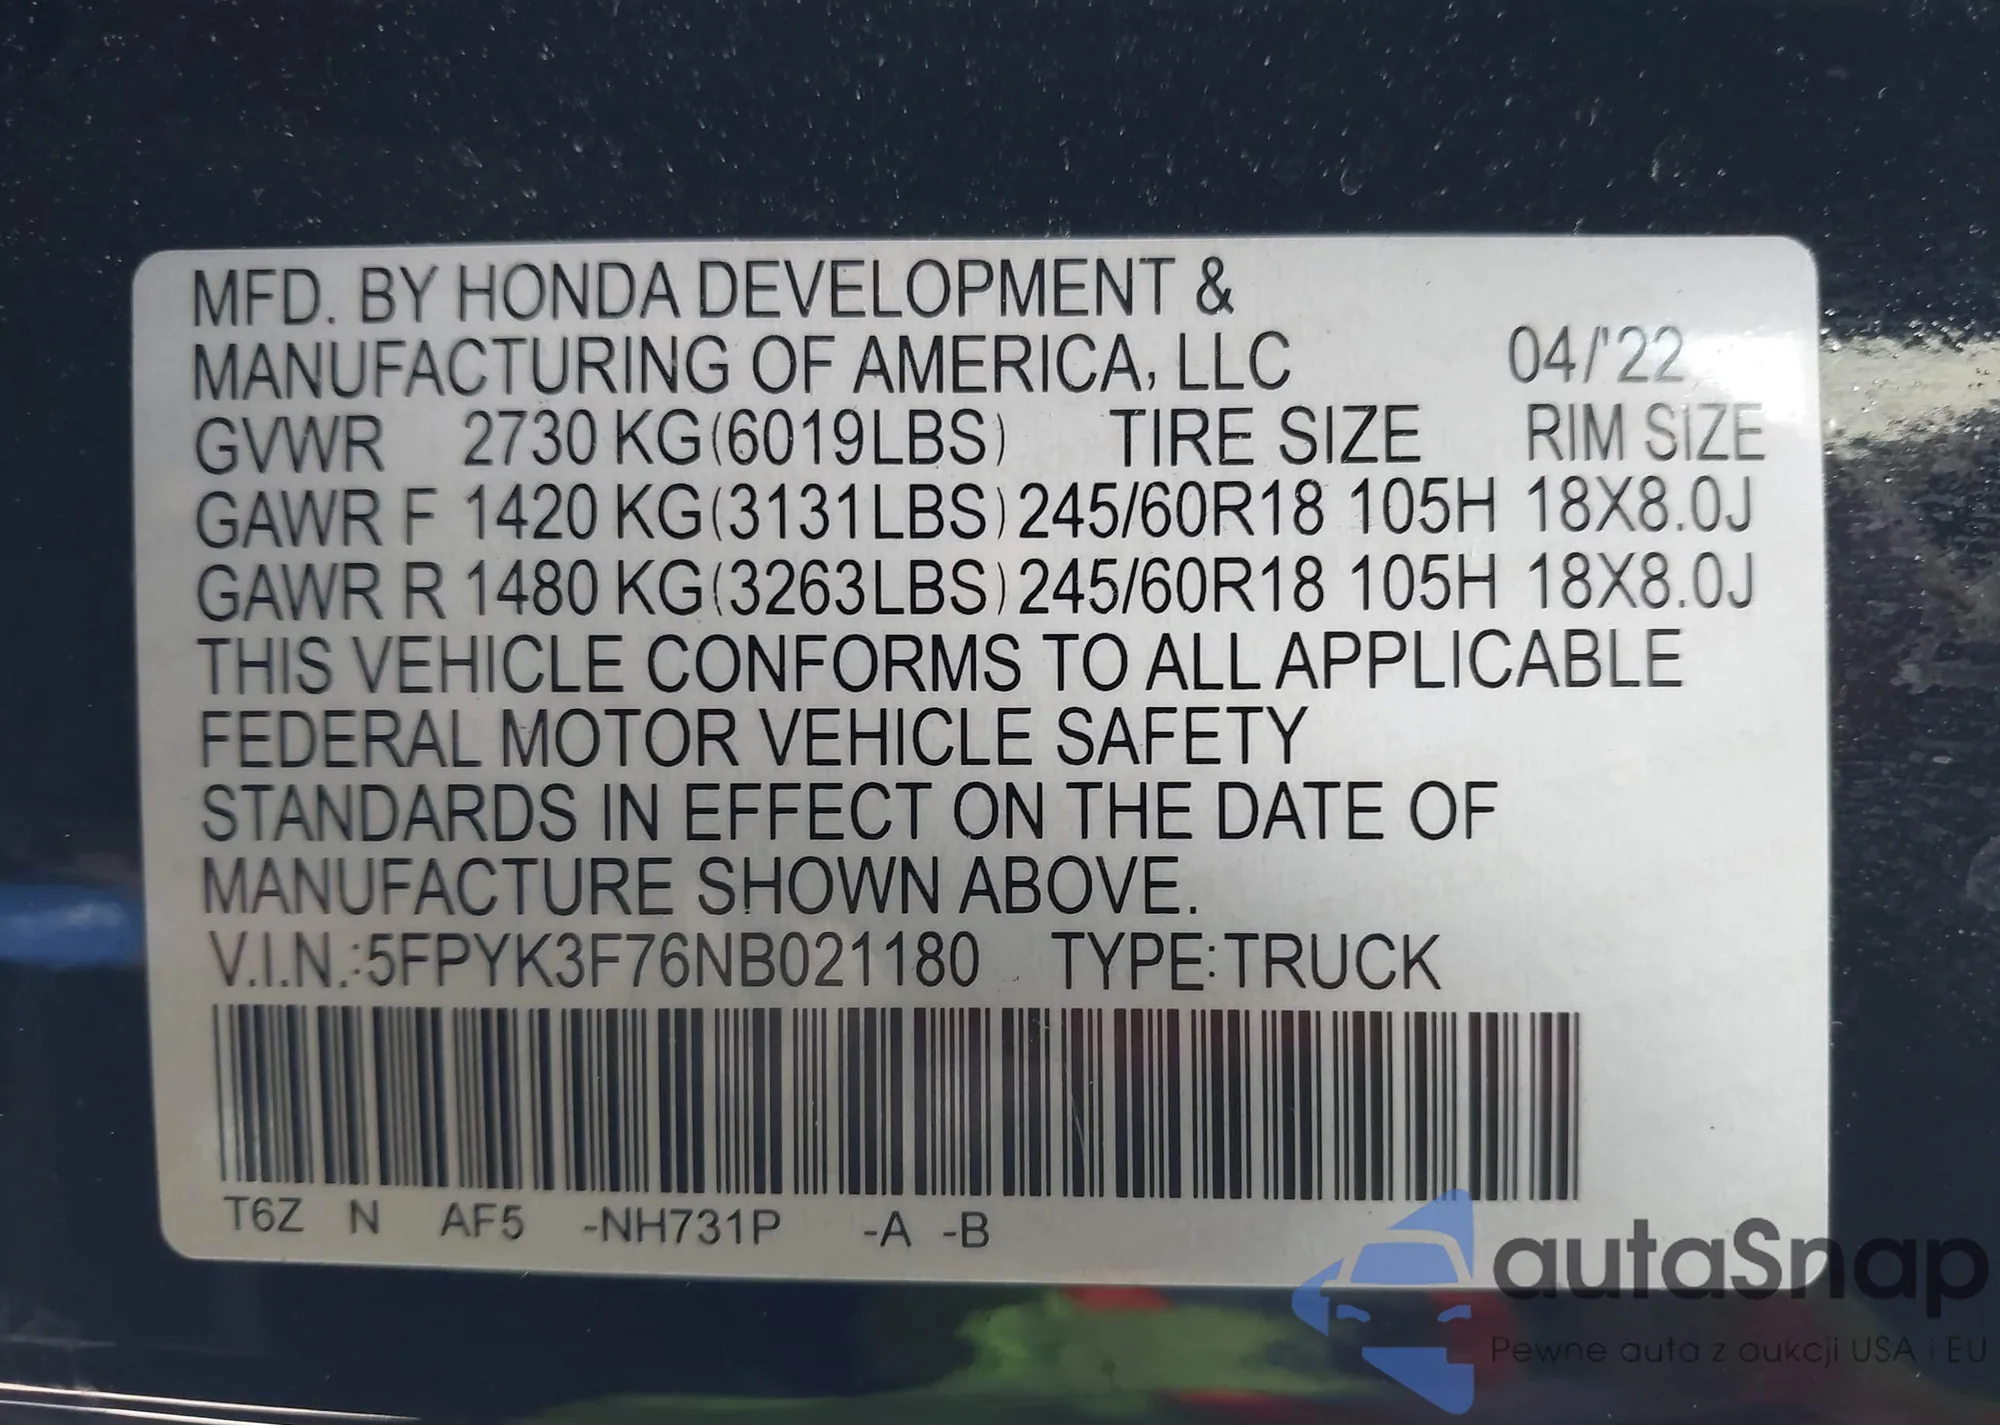 MFD. BY HONDA DEVELOPMENT &
MANUFACTURING OF AMERICA, LLC 04/'22
GVWR 2730 KG(6019LBS) TIRE SIZE RIM SIZE
GAWR F 1420 KG(3131LBS) 245/60R18 105H 18X8.0J
GAWR R 1480 KG(3263LBS) 245/60R18 105H 18X8.0J
THIS VEHICLE CONFORMS TO ALL APPLICABLE
FEDERAL MOTOR VEHICLE SAFETY
STANDARDS IN EFFECT ON THE DATE OF
MANUFACTURE SHOWN ABOVE.
V.I.N.:5FPYK3F76NB021180 TYPE:TRUCK
T6Z N AF5 -NH731P -A -B
autaSnap
Pewne auta z aukcji USA i EU